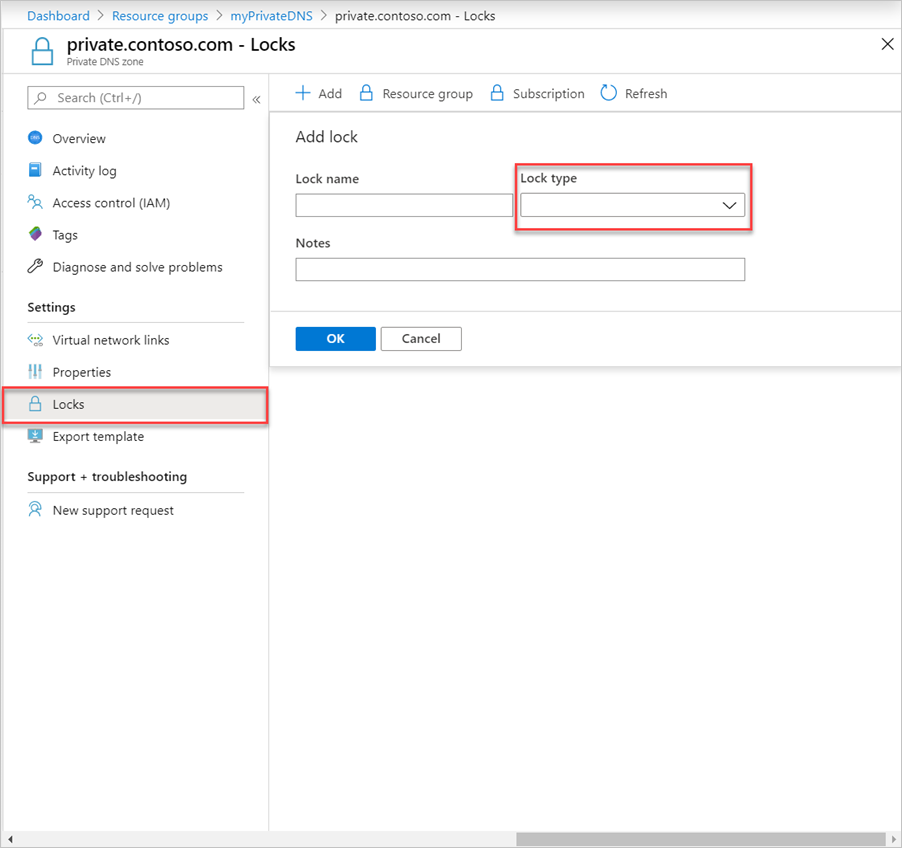 Dashboard > Resource groups > myPrivateDNS > private.contoso.com - Locks
private.contoso.com - Locks
Private DNS zone
Search (Ctrl+/)
Overview
Activity log
Access control (IAM)
Tags
Diagnose and solve problems
Settings
Virtual network links
Properties
Locks
Export template
Support + troubleshooting
New support request
Add Resource group Subscription Refresh
Add lock
Lock name Lock type
Notes
OK Cancel